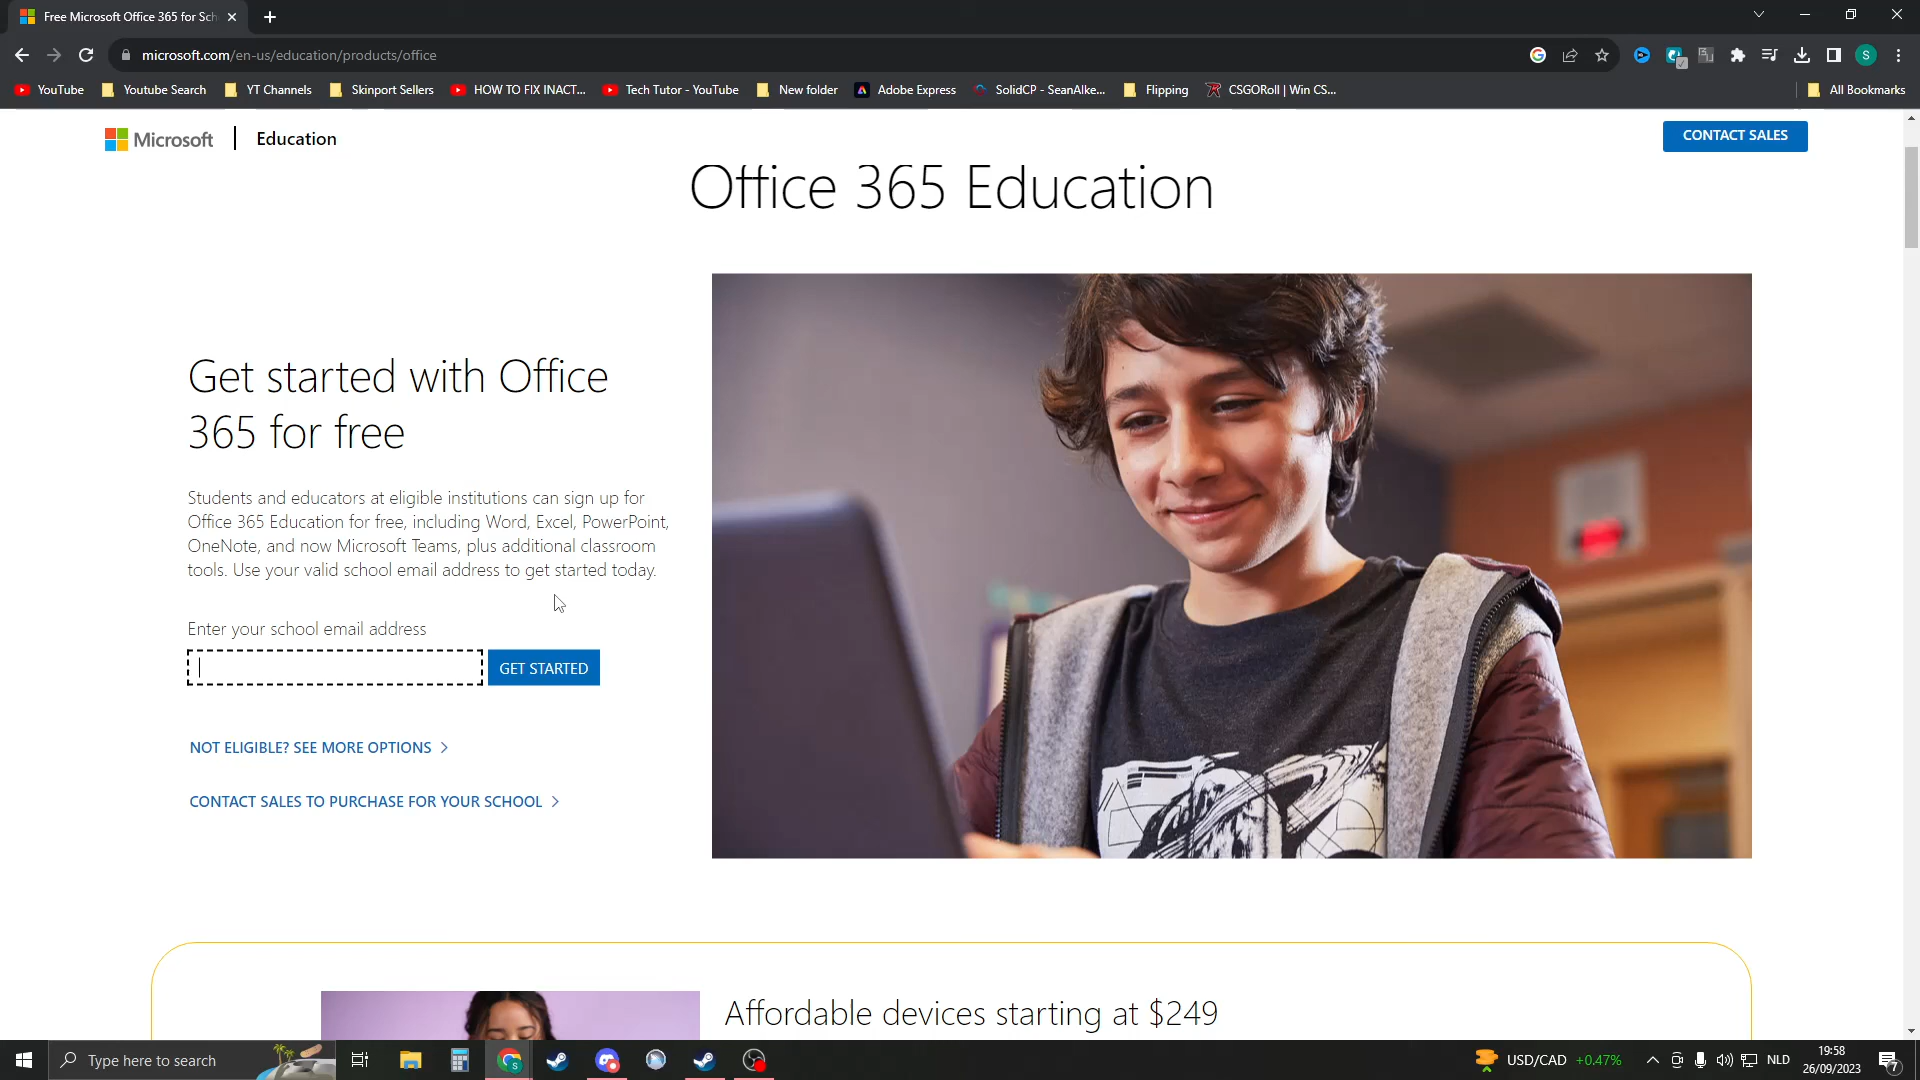 Free Microsoft Office 365 for Sch
microsoft.com/en-us/education/products/office
S
YouTube
Youtube Search
YT Channels
Skinport Sellers
HOW TO FIX INACT...
Tech Tutor - YouTube
New folder
Adobe Express
SolidCP - SeanAlke...
Flipping
CSGORoll | Win CS...
All Bookmarks
Microsoft
Education
CONTACT SALES
Office 365 Education
Get started with Office
365 for free
Students and educators at eligible institutions can sign up for
Office 365 Education for free, including Word, Excel, PowerPoint,
OneNote, and now Microsoft Teams, plus additional classroom
tools. Use your valid school email address to get started today.
Enter your school email address
GET STARTED
NOT ELIGIBLE? SEE MORE OPTIONS
CONTACT SALES TO PURCHASE FOR YOUR SCHOOL
Affordable devices starting at $249
Type here to search
USD/CAD +0.47%
NLD
19:58
26/09/2023
7